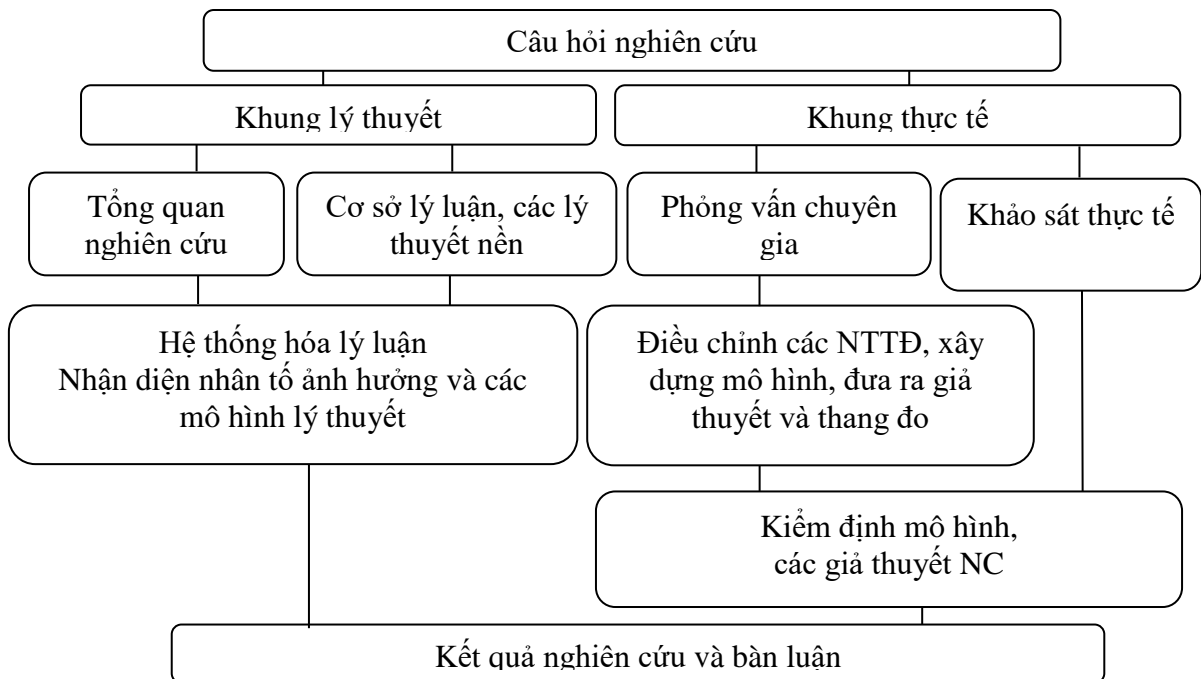 Câu hỏi nghiên cứu
Khung lý thuyết
Khung thực tế
Tổng quan
nghiên cứu
Cơ sở lý luận, các lý
thuyết nền
Phỏng vấn chuyên
gia
Khảo sát thực tế
Hệ thống hóa lý luận
Nhận diện nhân tố ảnh hưởng và các
mô hình lý thuyết
Điều chỉnh các NTTĐ, xây
dựng mô hình, đưa ra giả
thuyết và thang đo
Kiểm định mô hình,
các giả thuyết NC
Kết quả nghiên cứu và bàn luận